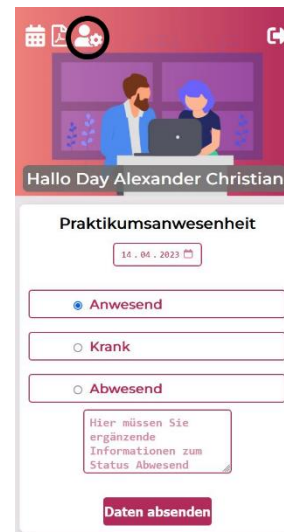 Hallo Day Alexander Christian
Praktikumsanwesenheit
14.04.2023
Anwesend
Krank
Abwesend
Hier müssen Sie
ergänzende
Informationen zum
Status Abwesend
Daten absenden